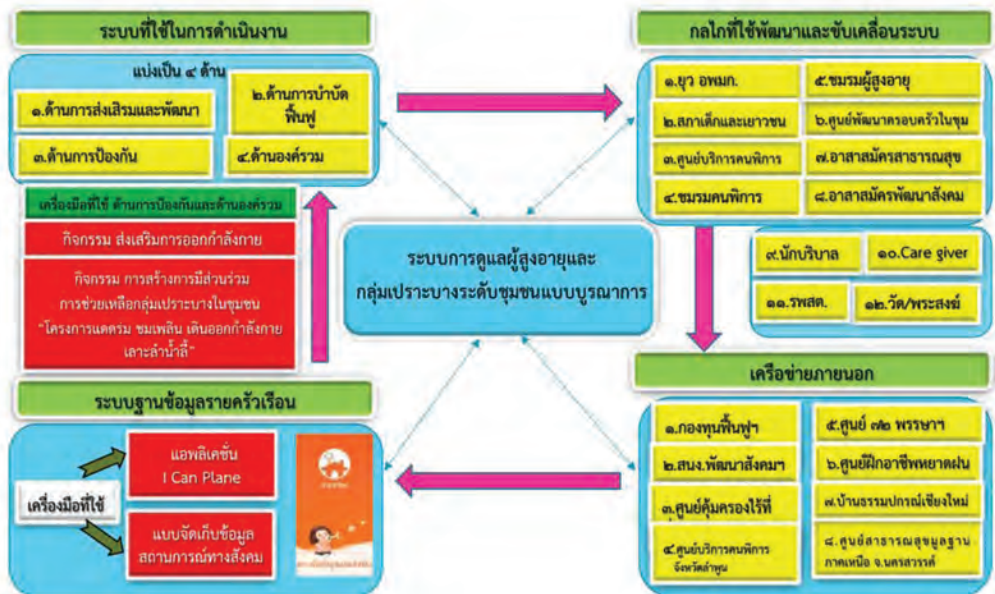 ระบบที่ใช้ในการดำเนินงาน
แบ่งเป็น ๔ ด้าน
๑.ด้านการส่งเสริมและพัฒนา
๒.ด้านการบำบัด
ฟื้นฟู
๓.ด้านการป้องกัน
๔.ด้านองค์รวม
เครื่องมือที่ใช้ ด้านการป้องกันและด้านองค์รวม
กิจกรรม ส่งเสริมการออกกำลังกาย
กิจกรรม การสร้างการมีส่วนร่วม
การช่วยเหลือกลุ่มเปราะบางในชุมชน
"โครงการแดดร่ม ชมเพลิน เดินออกกำลังกาย
เลาะลำน้ำลี้"
ระบบการดูแลผู้สูงอายุและ
กลุ่มเปราะบางระดับชุมชนแบบบูรณาการ
กลไกที่ใช้พัฒนาและขับเคลื่อนระบบ
๑.ยุว อพมก.
๒.สภาเด็กและเยาวชน
๓.ศูนย์บริการคนพิการ
๔.ชมรมคนพิการ
๕.ชมรมผู้สูงอายุ
๖.ศูนย์พัฒนาครอบครัวในชุม
๗.อาสาสมัครสาธารณสุข
๘.อาสาสมัครพัฒนาสังคม
๙.นักบริบาล
๑๐.Care giver
๑๑.รพสต.
๑๒.วัด/พระสงฆ์
เครือข่ายภายนอก
๑.กองทุนฟื้นฟูฯ
๒.สนง.พัฒนาสังคมฯ
๓.ศูนย์คุ้มครองไร้ที่
๔.ศูนย์บริการคนพิการ
จังหวัดลำพูน
๕.ศูนย์ ๗๒ พรรษาฯ
๖.ศูนย์ฝึกอาชีพหยาดฝน
๗.บ้านธรรมปกรณ์เชียงใหม่
๘.ศูนย์สาธารณสุขมูลฐาน
ภาคเหนือ จ.นครสวรรค์
ระบบฐานข้อมูลรายครัวเรือน
เครื่องมือที่ใช้
แอพลิเคชั่น
I Can Plane
แบบจัดเก็บข้อมูล
สถานการณ์ทางสังคม